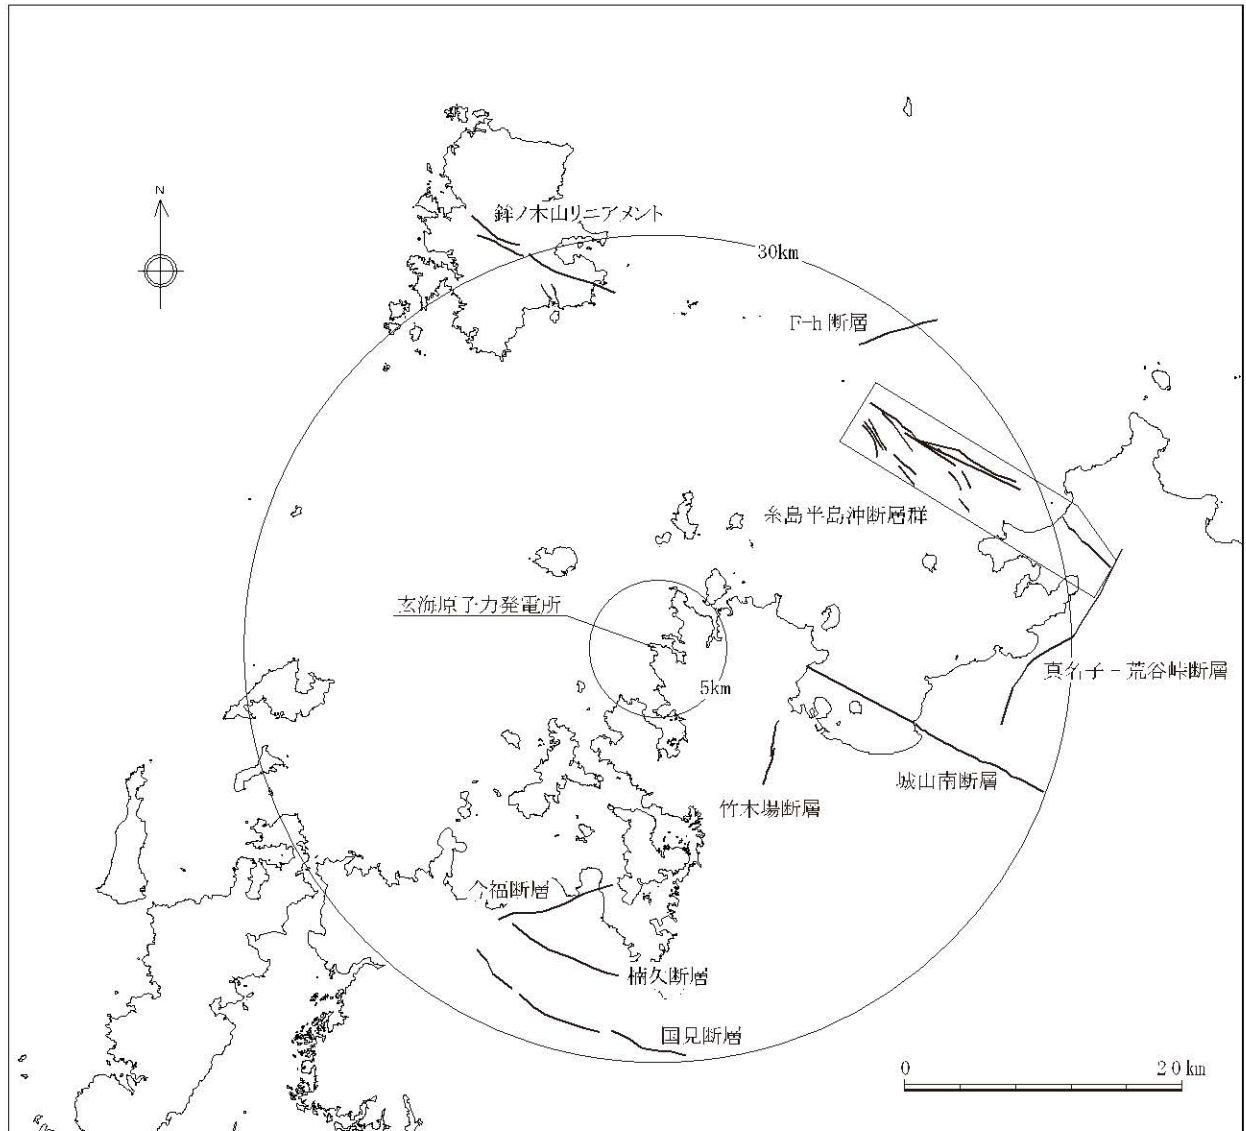 N
鉾ノ木山リニアメント
30km
F-h断層
糸島半島沖断層群
玄海原子力発電所
5km
真名子－荒谷峠断層
城山南断層
竹木場断層
今福断層
楠久断層
国見断層
0 20km